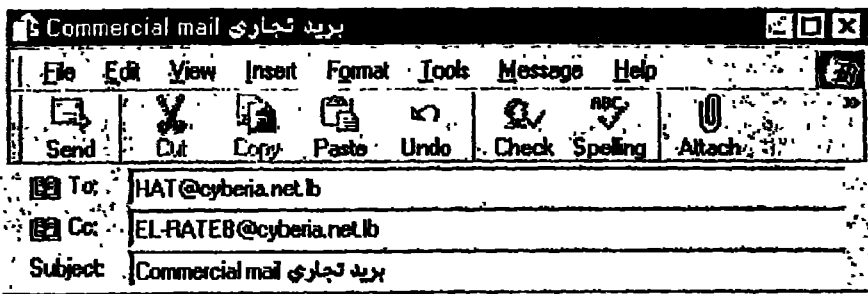 Commercial mail بريد تجاري
File Edit View Insert Format Tools Message Help
Send Cut Copy Paste Undo Check Spelling Attach »
To: HAT@cyberia.net.lb
Cc: EL-RATEB@cyberia.net.lb
Subject: Commercial mail بريد تجاري